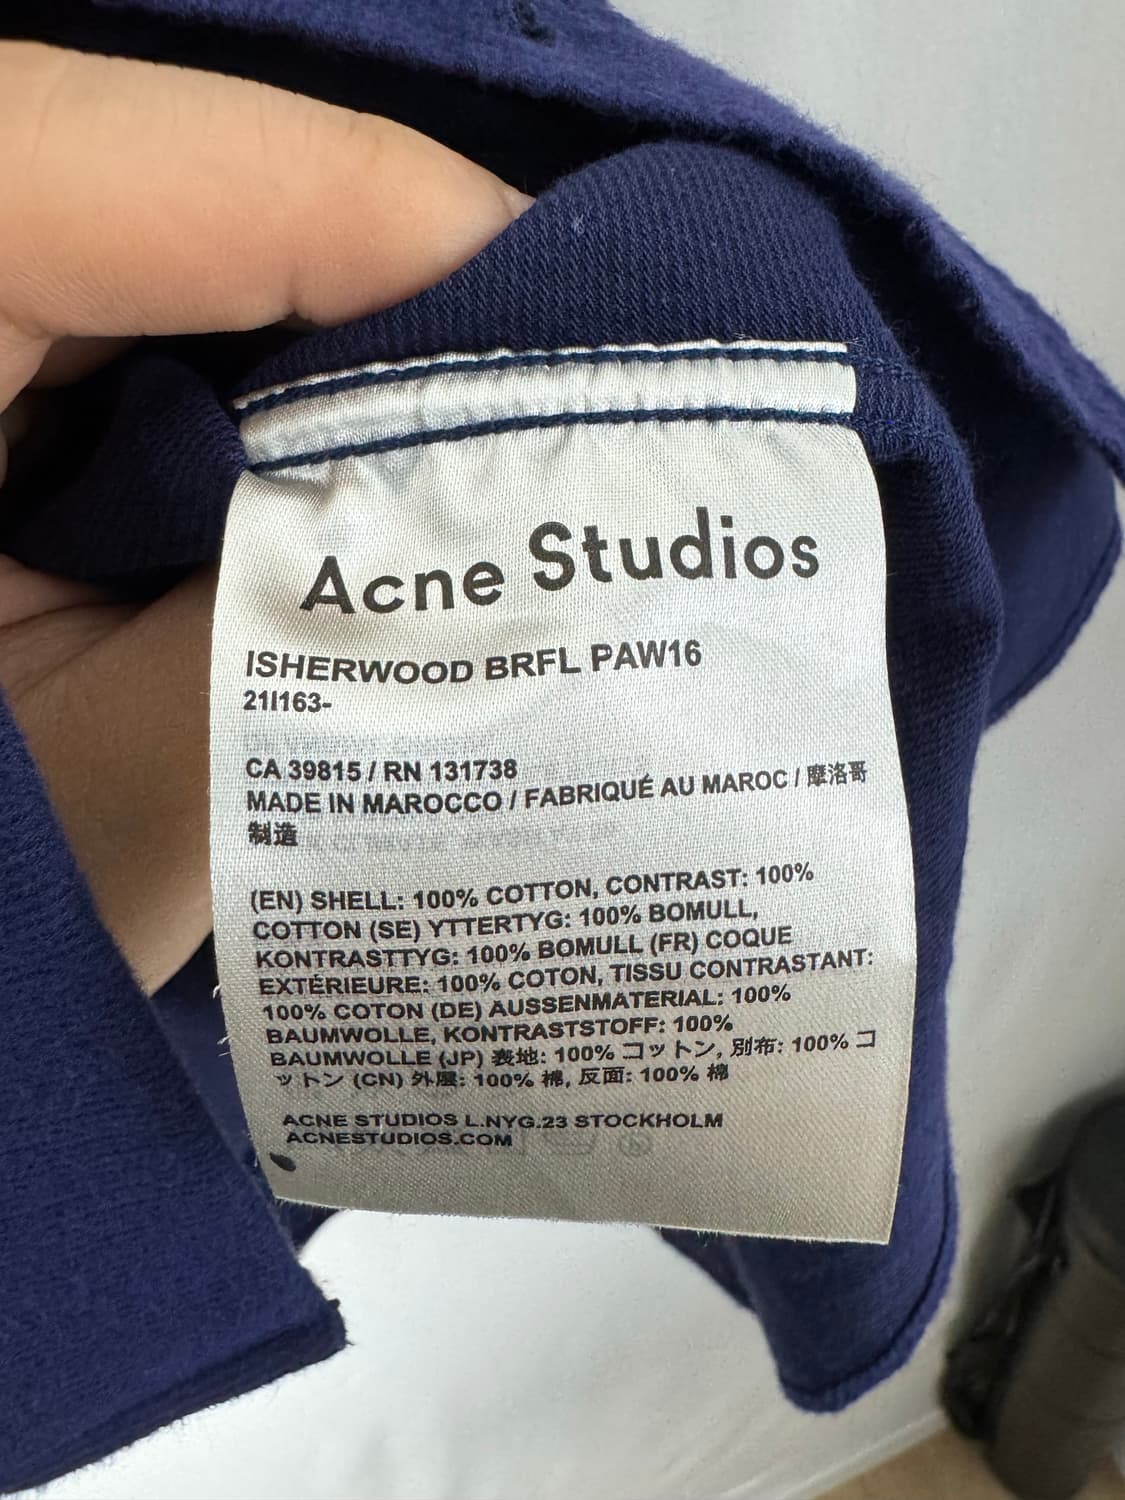 Acne Studios
ISHERWOOD BRFL PAW16
21I163-
CA 39815 / RN 131738
MADE IN MAROCCO / FABRIQUÉ AU MAROC / 摩洛哥
制造
(EN) SHELL: 100% COTTON, CONTRAST: 100%
COTTON (SE) YTTERTYG: 100% BOMULL,
KONTRASTTYG: 100% BOMULL (FR) COQUE
EXTÉRIEURE: 100% COTON, TISSU CONTRASTANT:
100% COTON (DE) AUSSENMATERIAL: 100%
BAUMWOLLE, KONTRASTSTOFF: 100%
BAUMWOLLE (JP) 表地: 100% コットン, 別布: 100% コ
ットン (CN) 外層: 100% 棉, 反面: 100% 棉
ACNE STUDIOS L.NYG.23 STOCKHOLM
ACNESTUDIOS.COM